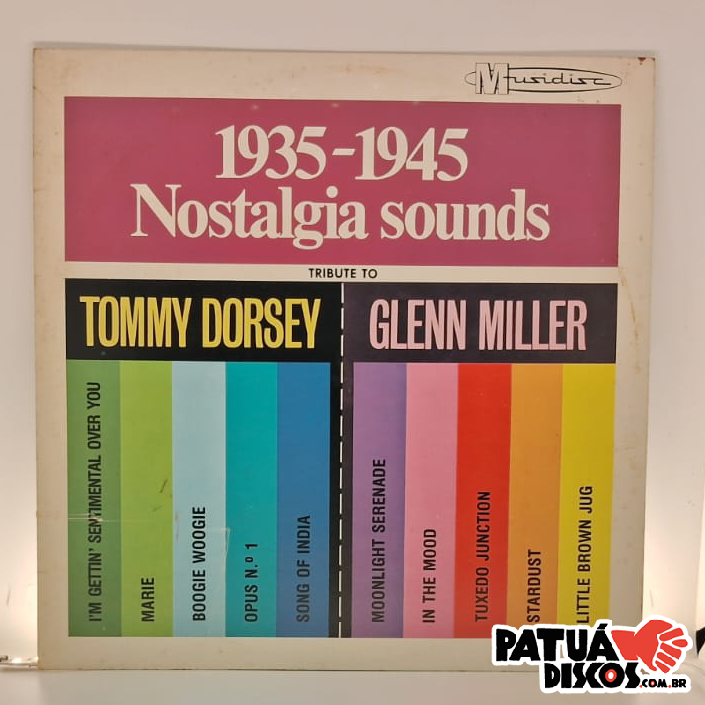 Musidisc
1935-1945
Nostalgia sounds
TRIBUTE TO
TOMMY DORSEY
GLENN MILLER
I'M GETTIN' SENTIMENTAL OVER YOU
MARIE
BOOGIE WOOGIE
OPUS N.º 1
SONG OF INDIA
MOONLIGHT SERENADE
IN THE MOOD
TUXEDO JUNCTION
STARDUST
LITTLE BROWN JUG
PATUÁ
DISCOS.COM.BR